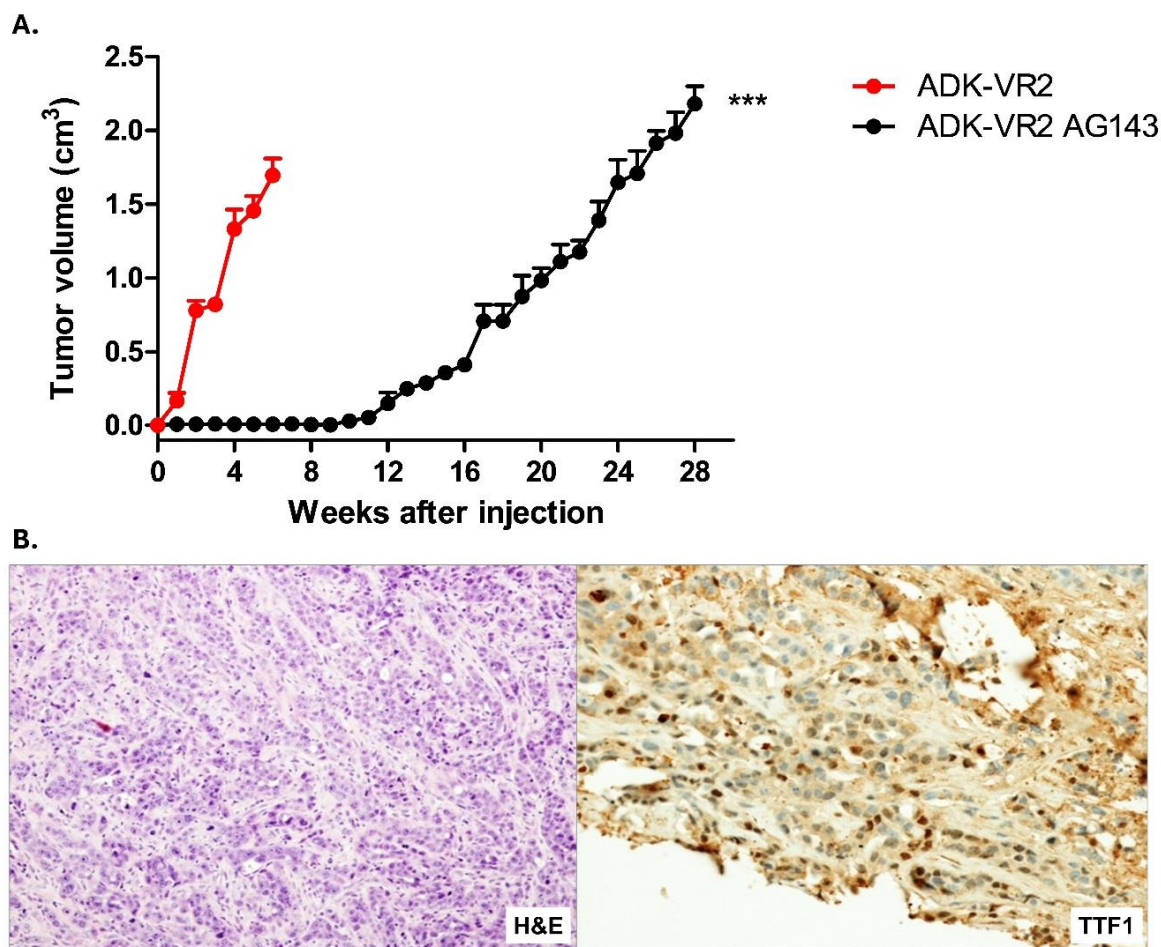 A.
Tumor volume (cm³)
2.5
2.0
1.5
1.0
0.5
0.0
0 4 8 12 16 20 24 28
Weeks after injection
ADK-VR2
ADK-VR2 AG143
***
B.
H&E
TTF1